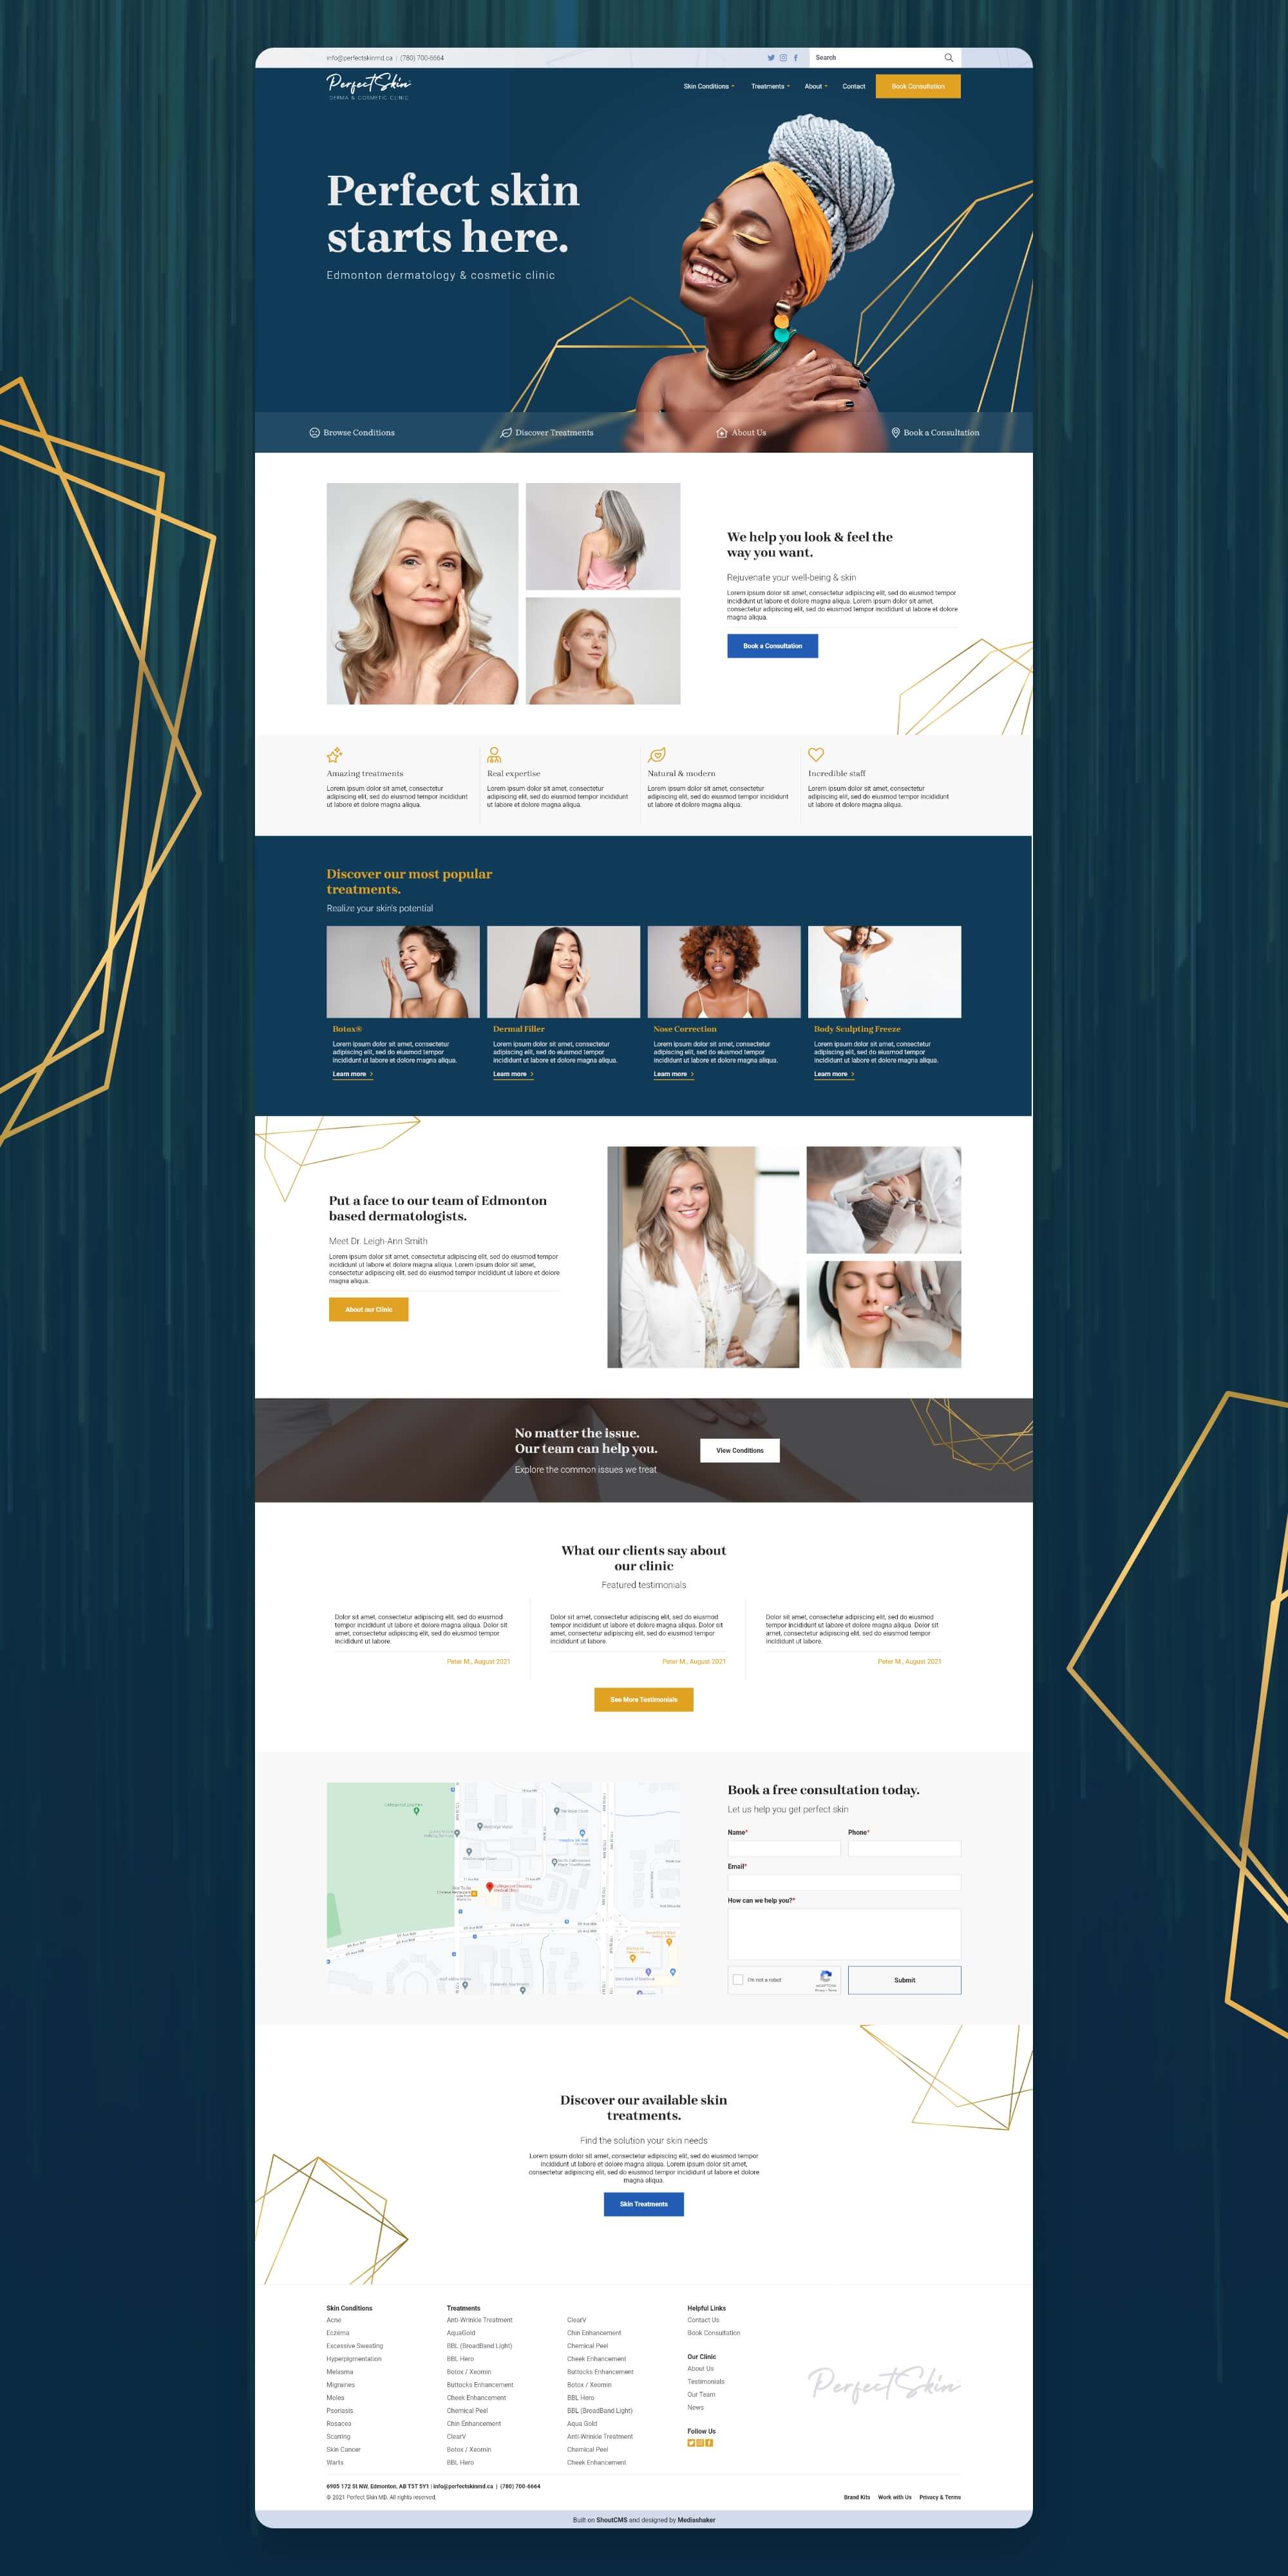 info@perfectskinmd.ca | (780) 700-6664
Search
PerfectSkin
DERMA & COSMETIC CLINIC
Skin Conditions
Treatments
About
Contact
Book Consultation
Perfect skin
starts here.
Edmonton dermatology & cosmetic clinic
Browse Conditions
Discover Treatments
About Us
Book a Consultation
We help you look & feel the
way you want.
Rejuvenate your well-being & skin
Lorem ipsum dolor sit amet, consectetur adipiscing elit, sed do eiusmod tempor
incididunt ut labore et dolore magna aliqua. Lorem ipsum dolor sit amet,
consectetur adipiscing elit, sed do eiusmod tempor incididunt ut labore et dolore
magna aliqua.
Book a Consultation
Amazing treatments
Lorem ipsum dolor sit amet, consectetur
adipiscing elit, sed do eiusmod tempor incididunt
ut labore et dolore magna aliqua.
Real expertise
Lorem ipsum dolor sit amet, consectetur
adipiscing elit, sed do eiusmod tempor incididunt
ut labore et dolore magna aliqua.
Natural & modern
Lorem ipsum dolor sit amet, consectetur
adipiscing elit, sed do eiusmod tempor incididunt
ut labore et dolore magna aliqua.
Incredible staff
Lorem ipsum dolor sit amet, consectetur
adipiscing elit, sed do eiusmod tempor incididunt
ut labore et dolore magna aliqua.
Discover our most popular
treatments.
Realize your skin's potential
Botox®
Lorem ipsum dolor sit amet, consectetur
adipiscing elit, sed do eiusmod tempor
incididunt ut labore et dolore magna aliqua.
Learn more >
Dermal Filler
Lorem ipsum dolor sit amet, consectetur
adipiscing elit, sed do eiusmod tempor
incididunt ut labore et dolore magna aliqua.
Learn more >
Nose Correction
Lorem ipsum dolor sit amet, consectetur
adipiscing elit, sed do eiusmod tempor
incididunt ut labore et dolore magna aliqua.
Learn more >
Body Sculpting Freeze
Lorem ipsum dolor sit amet, consectetur
adipiscing elit, sed do eiusmod tempor
incididunt ut labore et dolore magna aliqua.
Learn more >
Put a face to our team of Edmonton
based dermatologists.
Meet Dr. Leigh-Ann Smith
Lorem ipsum dolor sit amet, consectetur adipiscing elit, sed do eiusmod tempor
incididunt ut labore et dolore magna aliqua. Lorem ipsum dolor sit amet,
consectetur adipiscing elit, sed do eiusmod tempor incididunt ut labore et dolore
magna aliqua.
About our Clinic
No matter the issue.
Our team can help you.
Explore the common issues we treat
View Conditions
What our clients say about
our clinic
Featured testimonials
Dolor sit amet, consectetur adipiscing elit, sed do eiusmod
tempor incididunt ut labore et dolore magna aliqua. Dolor sit
amet, consectetur adipiscing elit, sed do eiusmod tempor
incididunt ut labore.
Peter M., August 2021
Dolor sit amet, consectetur adipiscing elit, sed do eiusmod
tempor incididunt ut labore et dolore magna aliqua. Dolor sit
amet, consectetur adipiscing elit, sed do eiusmod tempor
incididunt ut labore.
Peter M., August 2021
Dolor sit amet, consectetur adipiscing elit, sed do eiusmod
tempor incididunt ut labore et dolore magna aliqua. Dolor sit
amet, consectetur adipiscing elit, sed do eiusmod tempor
incididunt ut labore.
Peter M., August 2021
See More Testimonials
Book a free consultation today.
Let us help you get perfect skin
Name*
Phone*
Email*
How can we help you?*
I'm not a robot
reCAPTCHA
Privacy - Terms
Submit
Discover our available skin
treatments.
Find the solution your skin needs
Lorem ipsum dolor sit amet, consectetur adipiscing elit, sed do eiusmod tempor
incididunt ut labore et dolore magna aliqua. Lorem ipsum dolor sit amet,
consectetur adipiscing elit, sed do eiusmod tempor incididunt ut labore et dolore
magna aliqua.
Skin Treatments
Skin Conditions
Acne
Eczema
Excessive Sweating
Hyperpigmentation
Melasma
Migraines
Moles
Psoriasis
Rosacea
Scarring
Skin Cancer
Warts
Treatments
Anti-Wrinkle Treatment
AquaGold
BBL (BroadBand Light)
BBL Hero
Botox / Xeomin
Buttocks Enhancement
Cheek Enhancement
Chemical Peel
Chin Enhancement
ClearV
Botox / Xeomin
BBL Hero
ClearV
Chin Enhancement
Chemical Peel
Cheek Enhancement
Buttocks Enhancement
Botox / Xeomin
BBL Hero
BBL (BroadBand Light)
Aqua Gold
Anti-Wrinkle Treatment
Chemical Peel
Cheek Enhancement
Helpful Links
Contact Us
Book Consultation
Our Clinic
About Us
Testimonials
Our Team
News
Follow Us
PerfectSkin
6905 172 St NW, Edmonton, AB T5T 5Y1 | info@perfectskinmd.ca | (780) 700-6664
© 2021 Perfect Skin MD. All rights reserved.
Brand Kits
Work with Us
Privacy & Terms
Built on ShoutCMS and designed by Mediashaker